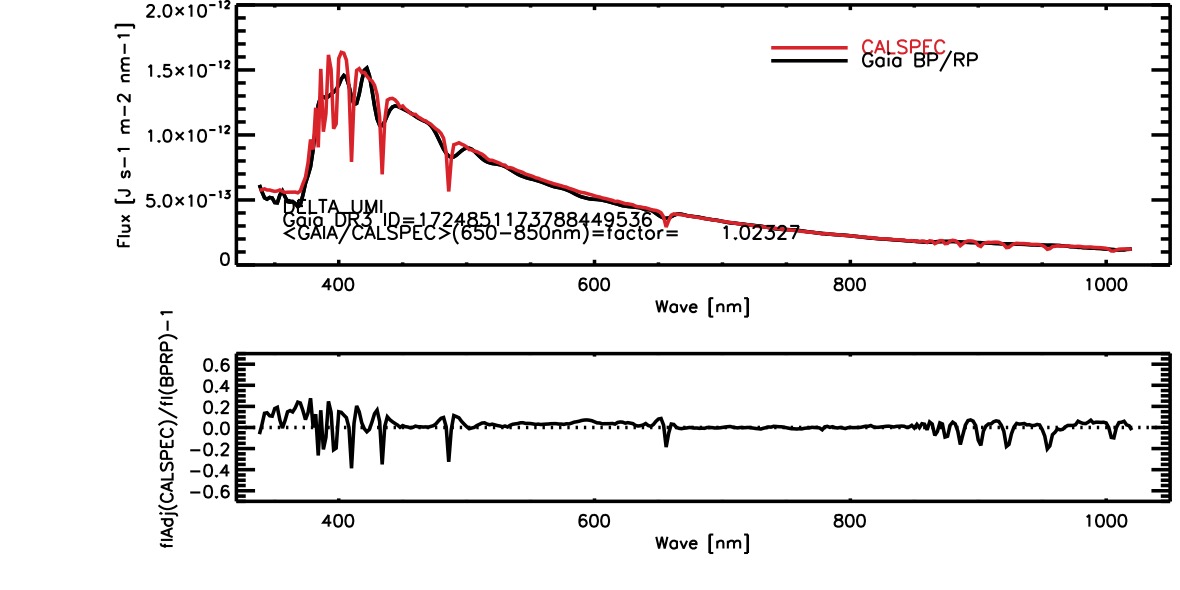 2.0×10−12
1.5×10−12
1.0×10−12
5.0×10−13
0
Flux [J s−1 m−2 nm−1]
CALSPEC
Gaia BP/RP
DELTA_UMI
Gaia DR3 ID=1724851173788449536
<GAIA/CALSPEC>(650−850nm)=factor= 1.02327
400 600 800 1000
Wave [nm]
flAdj(CALSPEC)/fl(BPRP)−1
0.6
0.4
0.2
0.0
−0.2
−0.4
−0.6
400 600 800 1000
Wave [nm]